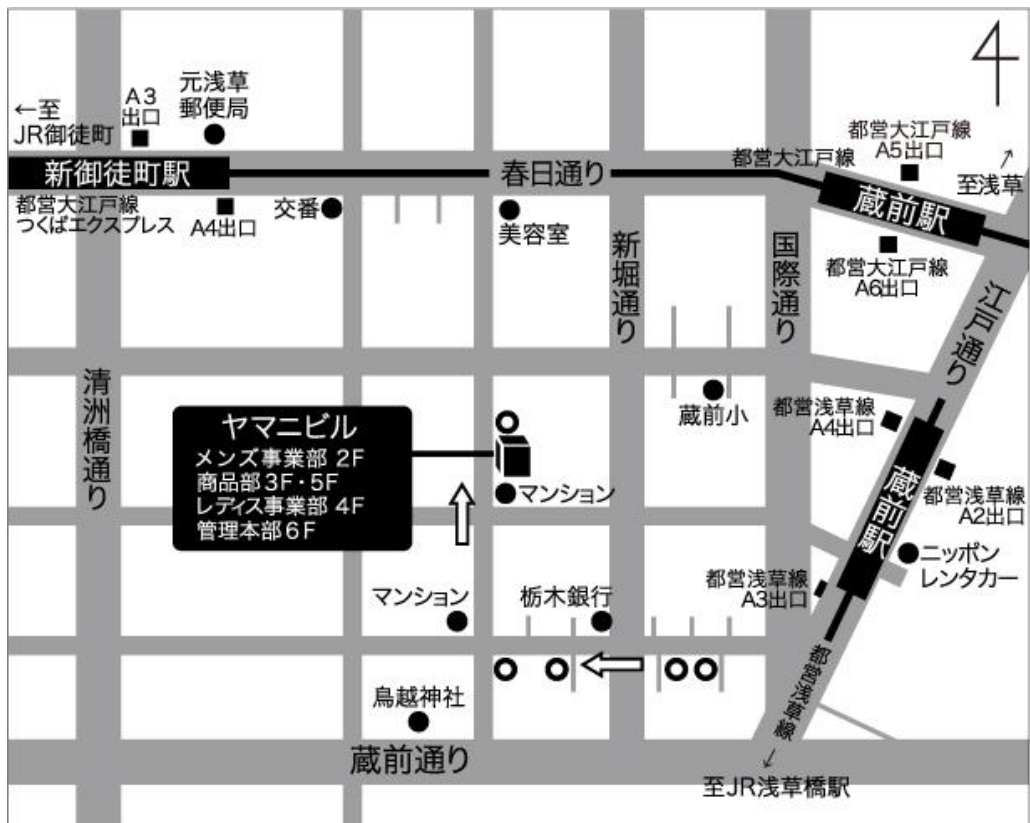 ←至
JR御徒町
A3
出口
元浅草
郵便局
新御徒町駅
都営大江戸線
つくばエクスプレス
A4出口
交番
春日通り
美容室
都営大江戸線
都営大江戸線
A5出口
至浅草
蔵前駅
都営大江戸線
A6出口
新堀通り
国際通り
江戸通り
清洲橋通り
ヤマニビル
メンズ事業部 2F
商品部3F・5F
レディス事業部 4F
管理本部6F
マンション
蔵前小
都営浅草線
A4出口
蔵前駅
都営浅草線
A2出口
ニッポン
レンタカー
都営浅草線
A3出口
マンション
栃木銀行
鳥越神社
蔵前通り
都営浅草線
至JR浅草橋駅